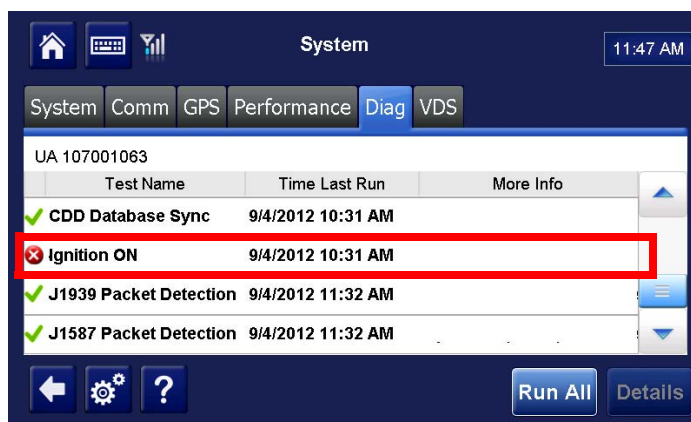 System
11:47 AM
System Comm GPS Performance Diag VDS
UA 107001063
Test Name Time Last Run More Info
CDD Database Sync 9/4/2012 10:31 AM
Ignition ON 9/4/2012 10:31 AM
J1939 Packet Detection 9/4/2012 11:32 AM
J1587 Packet Detection 9/4/2012 11:32 AM
? Run All Details